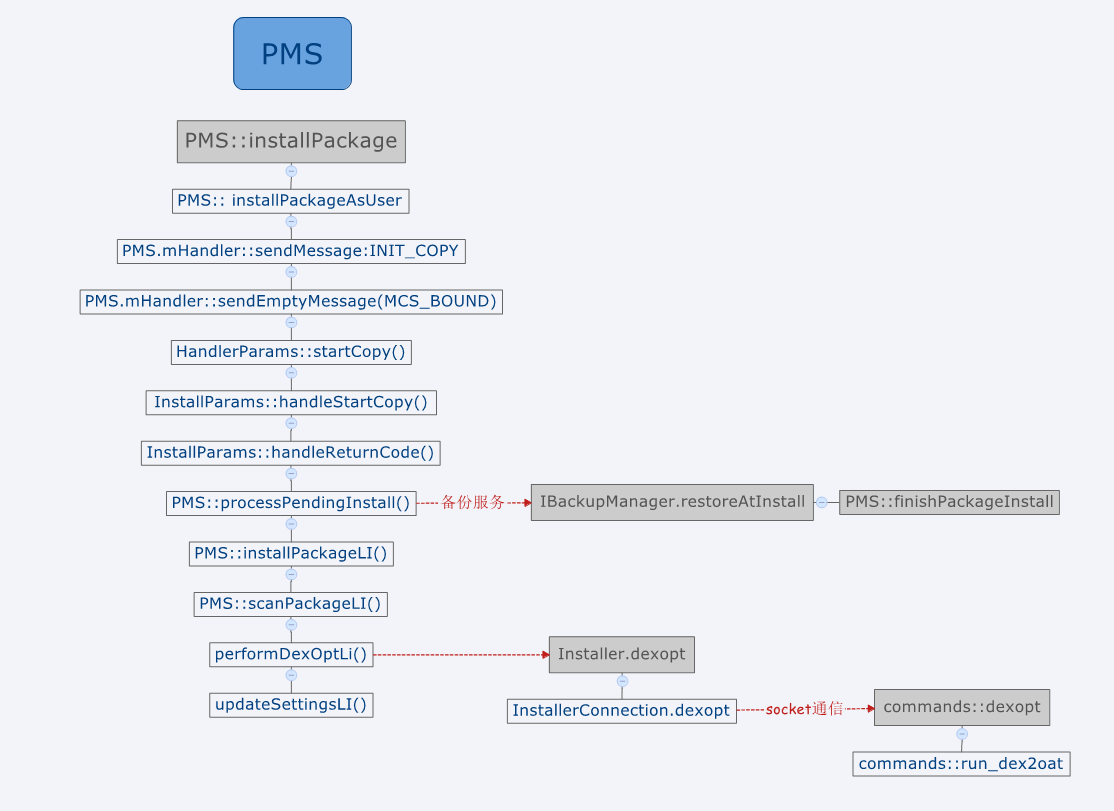 PMS
PMS::installPackage
PMS:: installPackageAsUser
PMS.mHandler::sendMessage:INIT_COPY
PMS.mHandler::sendEmptyMessage(MCS_BOUND)
HandlerParams::startCopy()
InstallParams::handleStartCopy()
InstallParams::handleReturnCode()
PMS::processPendingInstall() 备份服务 IBackupManager.restoreAtInstall PMS::finishPackageInstall
PMS::installPackageLI()
PMS::scanPackageLI()
performDexOptLi() Installer.dexopt
updateSettingsLI()
InstallerConnection.dexopt socket通信 commands::dexopt
commands::run_dex2oat